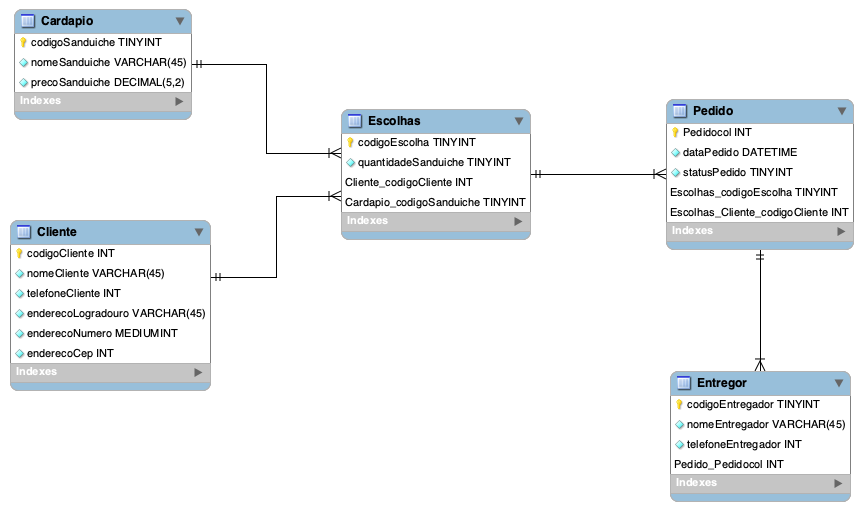 Cardapio
codigoSanduiche TINYINT
nomeSanduiche VARCHAR(45)
precoSanduiche DECIMAL(5,2)
Indexes
Escolhas
codigoEscolha TINYINT
quantidadeSanduiche TINYINT
Cliente_codigoCliente INT
Cardapio_codigoSanduiche TINYINT
Indexes
Pedido
Pedidocol INT
dataPedido DATETIME
statusPedido TINYINT
Escolhas_codigoEscolha TINYINT
Escolhas_Cliente_codigoCliente INT
Indexes
Cliente
codigoCliente INT
nomeCliente VARCHAR(45)
telefoneCliente INT
enderecoLogradouro VARCHAR(45)
enderecoNumero MEDIUMINT
enderecoCep INT
Indexes
Entregor
codigoEntregador TINYINT
nomeEntregador VARCHAR(45)
telefoneEntregador INT
Pedido_Pedidocol INT
Indexes